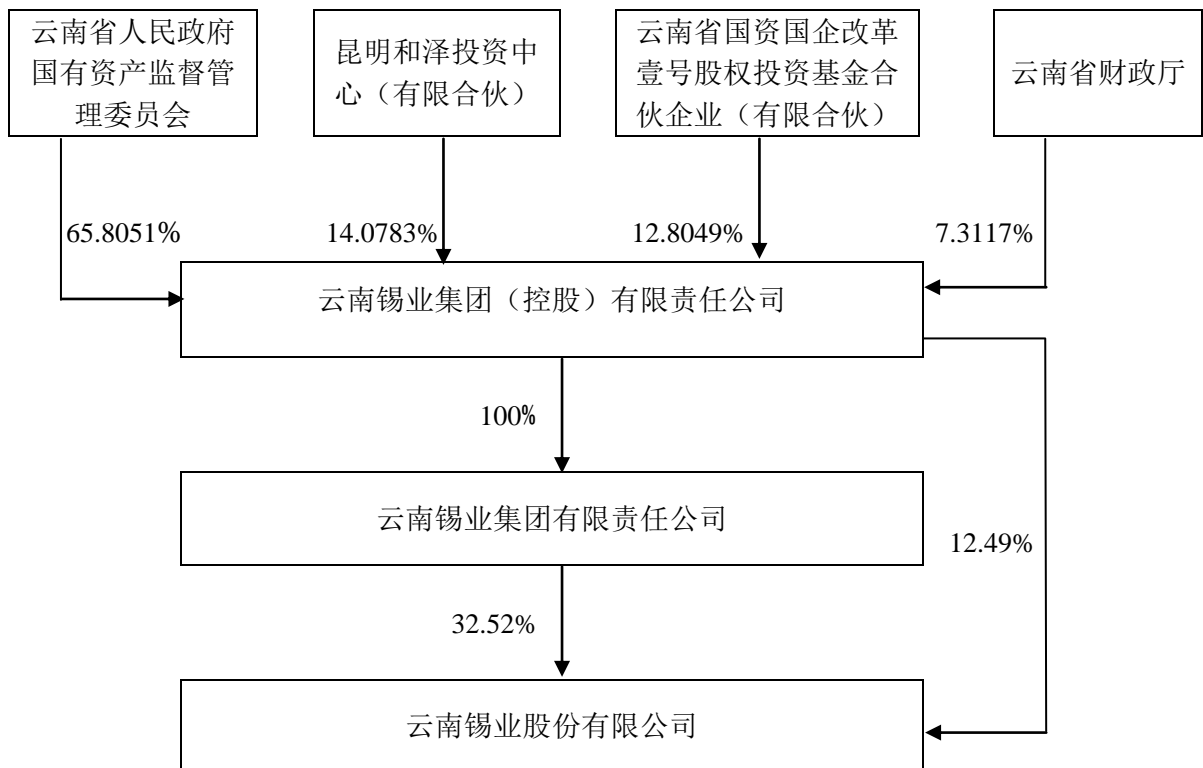 云南省人民政府
国有资产监督管
理委员会
昆明和泽投资中
心（有限合伙）
云南省国资国企改革
壹号股权投资基金合
伙企业（有限合伙）
云南省财政厅
65.8051%
14.0783%
12.8049%
7.3117%
云南锡业集团（控股）有限责任公司
100%
云南锡业集团有限责任公司
12.49%
32.52%
云南锡业股份有限公司